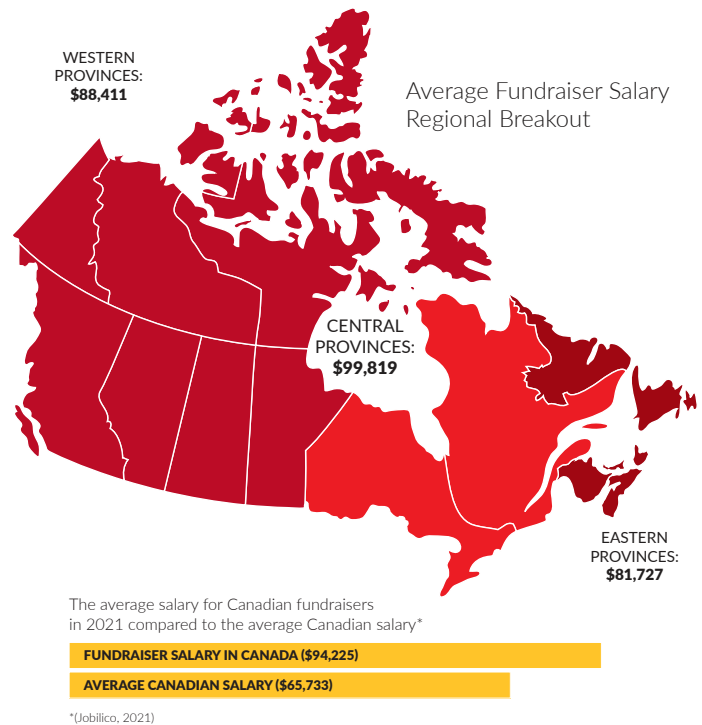 WESTERN
PROVINCES:
$88,411
Average Fundraiser Salary
Regional Breakout
CENTRAL
PROVINCES:
$99,819
EASTERN
PROVINCES:
$81,727
The average salary for Canadian fundraisers
in 2021 compared to the average Canadian salary*
FUNDRAISER SALARY IN CANADA ($94,225)
AVERAGE CANADIAN SALARY ($65,733)
*(Jobilico, 2021)